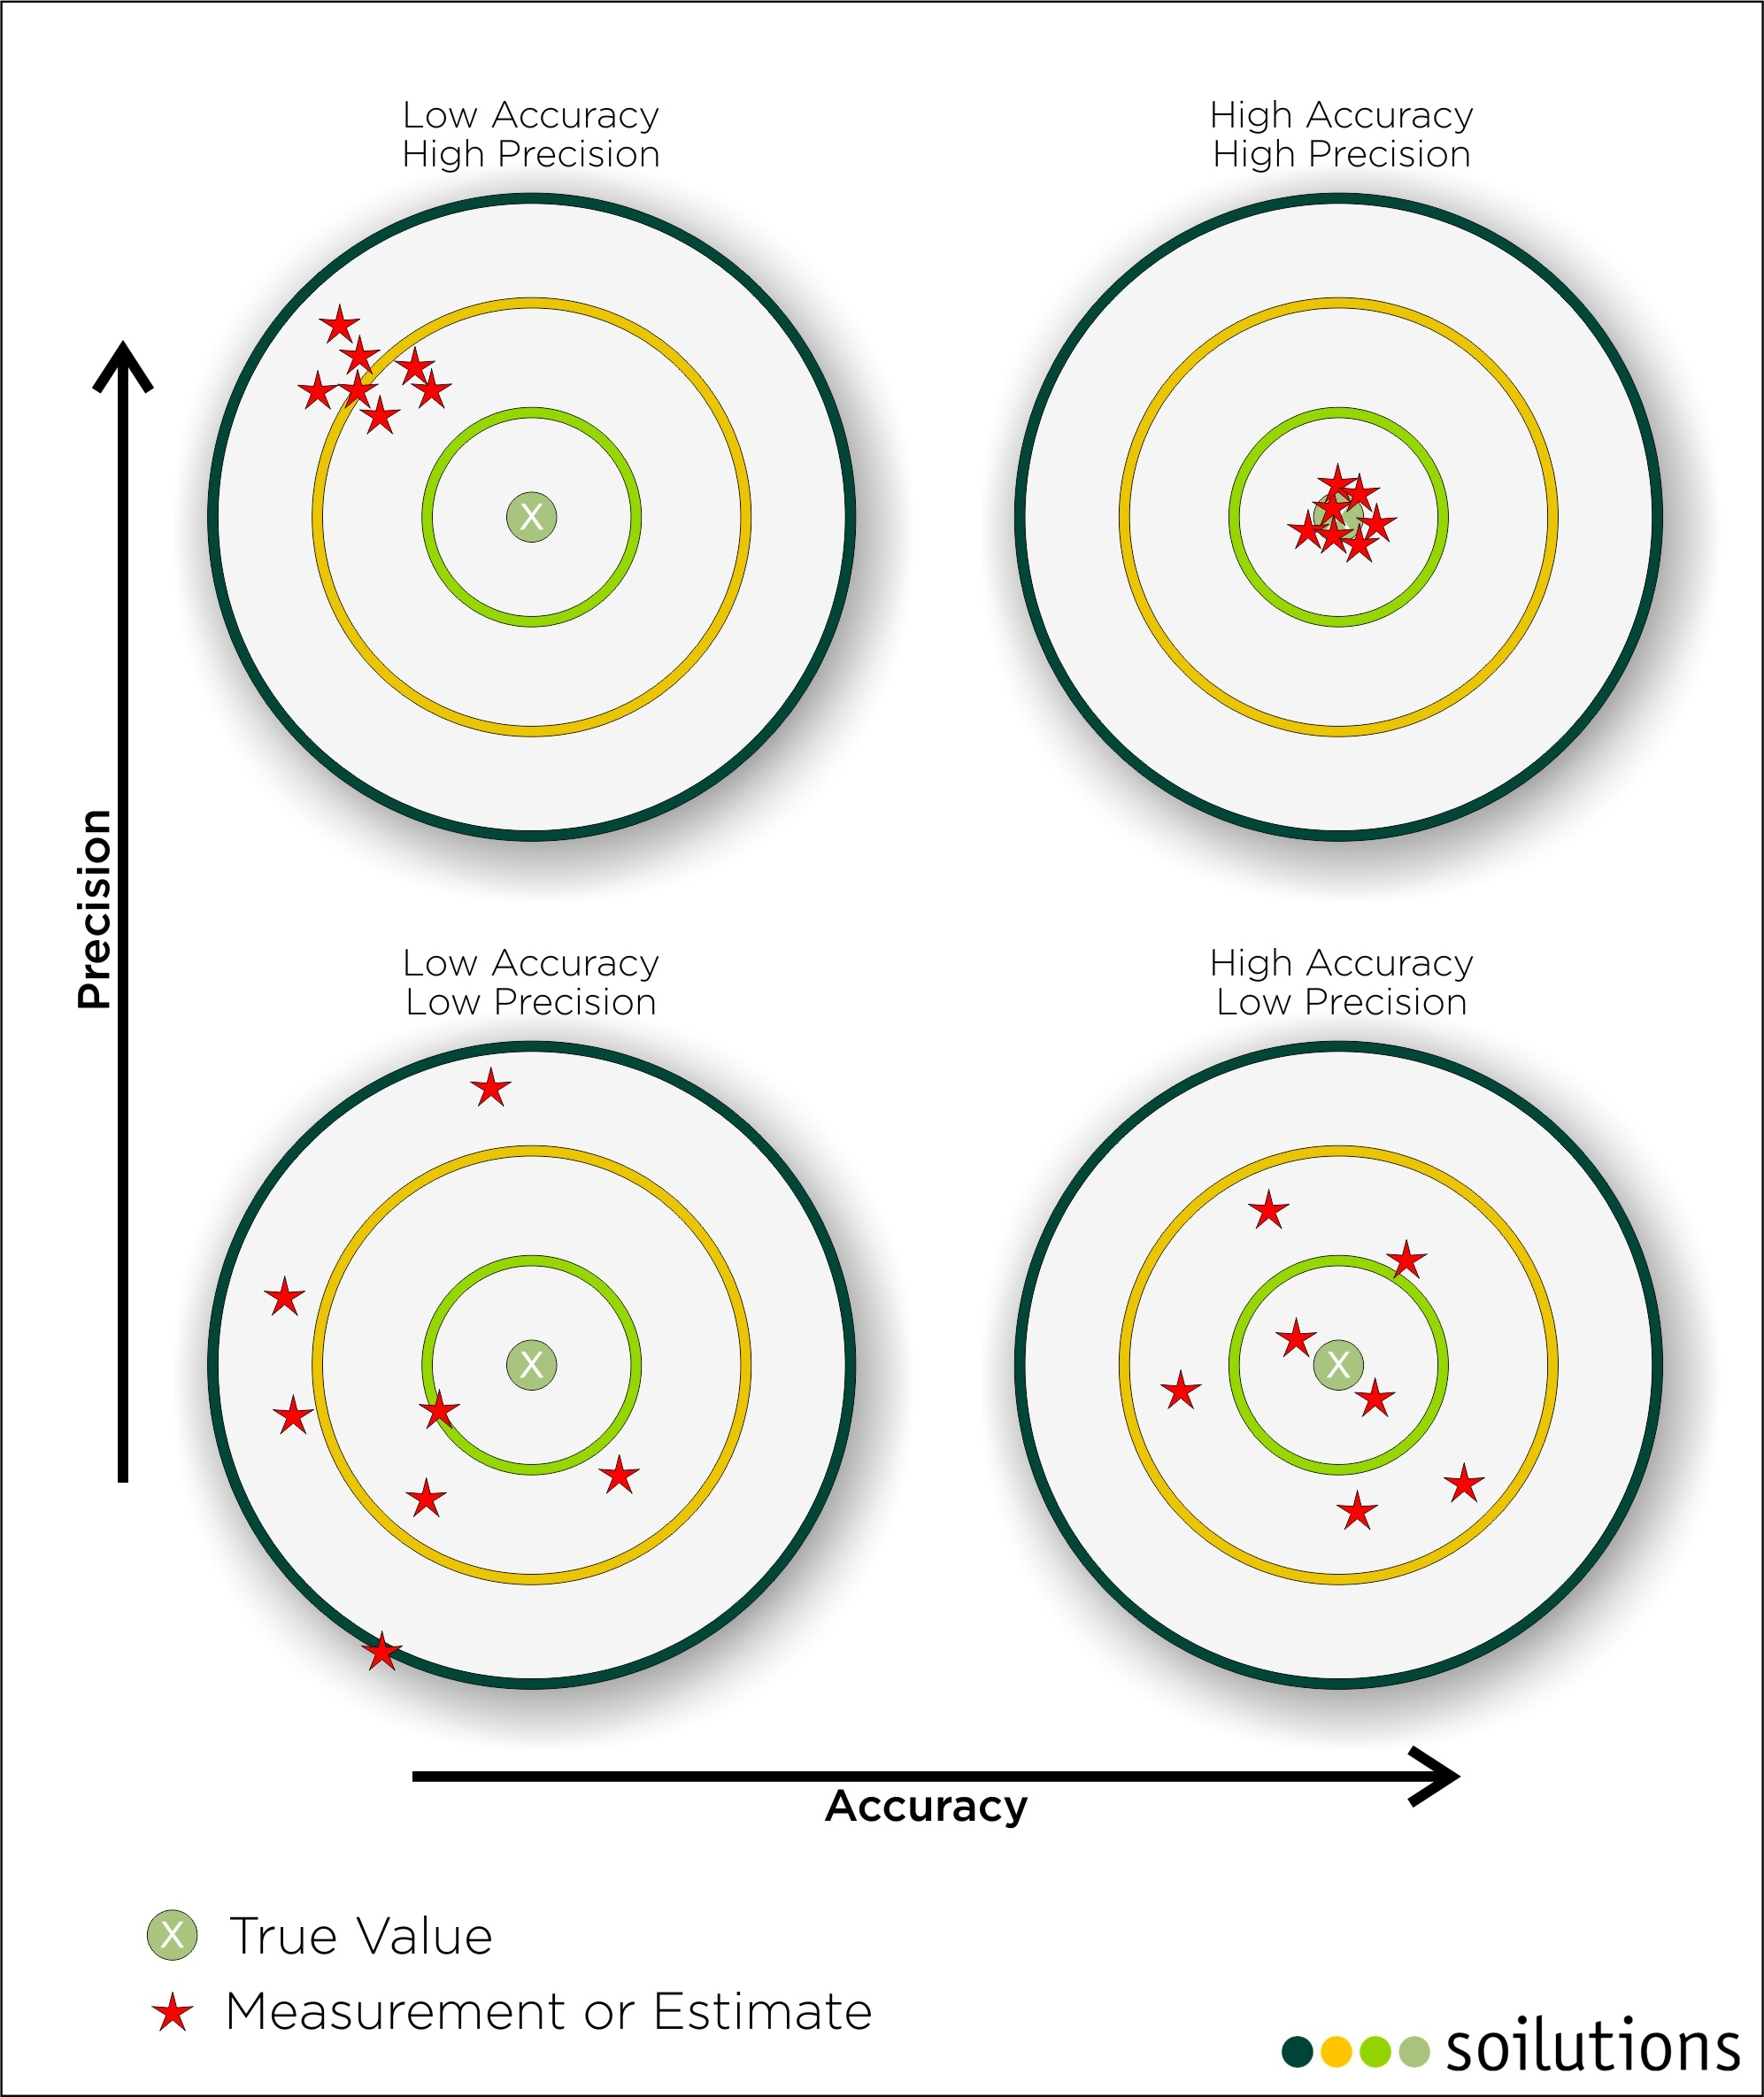 Low Accuracy
High Precision
High Accuracy
High Precision
Precision
Low Accuracy
Low Precision
High Accuracy
Low Precision
X
X
X
Accuracy
X True Value
Measurement or Estimate
soilutions